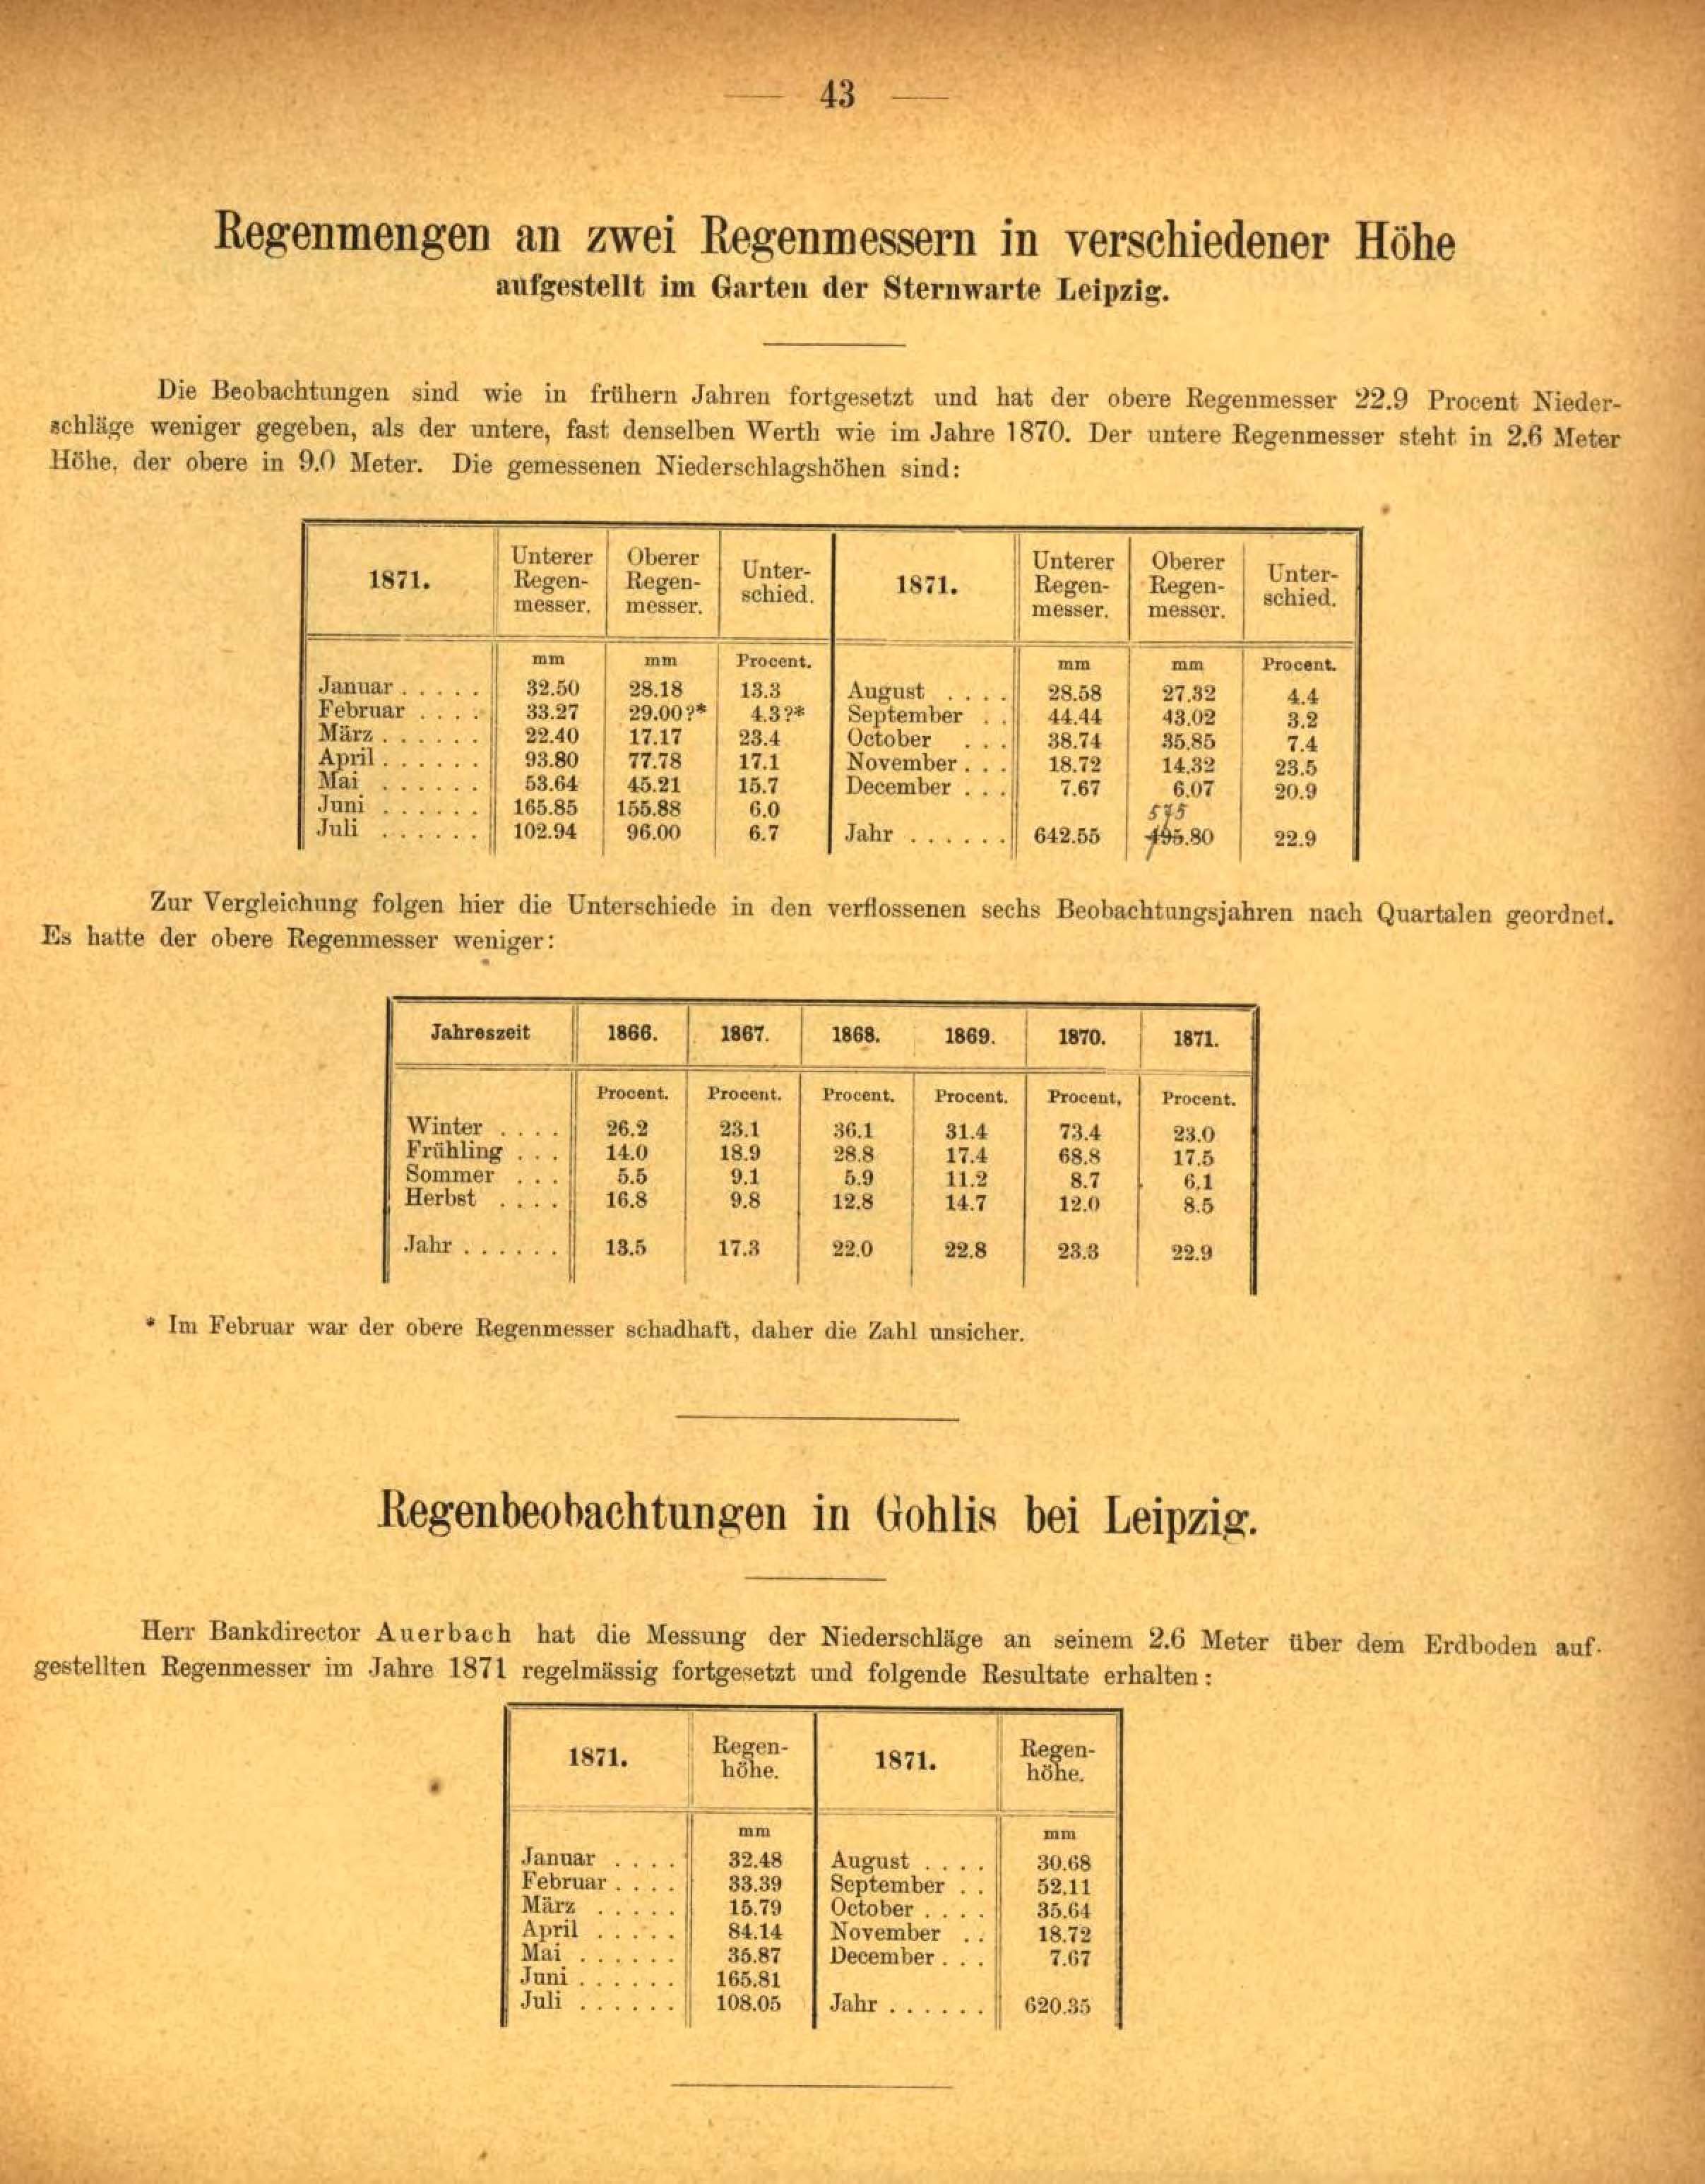 43
Regenmengen an zwei Regenmessern in verschiedener Höhe
aufgestellt im Garten der Sternwarte Leipzig.
Die Beobachtungen sind wie in frühern Jahren fortgesetzt und hat der obere Regenmesser 22.9 Procent Nieder-
schläge weniger gegeben, als der untere, fast denselben Werth wie im Jahre 1870. Der untere Regenmesser steht in 2.6 Meter
Höhe, der obere in 9.0 Meter. Die gemessenen Niederschlagshöhen sind:
1871. Unterer Regen- messer. Oberer Regen- messer. Unter- schied. 1871. Unterer Regen- messer. Oberer Regen- messer. Unter- schied.
mm mm Procent. mm mm Procent.
Januar . . . . . 32.50 28.18 13.3 August . . . . 28.58 27.32 4.4
Februar . . . . 33.27 29.00?* 4.3?* September . . 44.44 43.02 3.2
März . . . . . . 22.40 17.17 23.4 October . . . 38.74 35.85 7.4
April . . . . . . 93.80 77.78 17.1 November . . . 18.72 14.32 23.5
Mai . . . . . . 53.64 45.21 15.7 December . . . 7.67 6.07 20.9
Juni . . . . . . 165.85 155.88 6.0 575
Juli . . . . . . 102.94 96.00 6.7 Jahr . . . . . . 642.55 495.80 22.9
Zur Vergleichung folgen hier die Unterschiede in den verflossenen sechs Beobachtungsjahren nach Quartalen geordnet.
Es hatte der obere Regenmesser weniger:
Jahreszeit 1866. 1867. 1868. 1869. 1870. 1871.
Procent. Procent. Procent. Procent. Procent, Procent.
Winter . . . . 26.2 23.1 36.1 31.4 73.4 23.0
Frühling . . . 14.0 18.9 28.8 17.4 68.8 17.5
Sommer . . . 5.5 9.1 5.9 11.2 8.7 6.1
Herbst . . . . 16.8 9.8 12.8 14.7 12.0 8.5
Jahr . . . . . . 13.5 17.3 22.0 22.8 23.3 22.9
* Im Februar war der obere Regenmesser schadhaft, daher die Zahl unsicher.
Regenbeobachtungen in Gohlis bei Leipzig.
Herr Bankdirector Auerbach hat die Messung der Niederschläge an seinem 2.6 Meter über dem Erdboden auf-
gestellten Regenmesser im Jahre 1871 regelmässig fortgesetzt und folgende Resultate erhalten:
1871. Regen- höhe. 1871. Regen- höhe.
mm mm
Januar . . . . 32.48 August . . . . 30.68
Februar . . . . 33.39 September . . 52.11
März . . . . . 15.79 October . . . . 35.64
April . . . . . 84.14 November . . 18.72
Mai . . . . . . 35.87 December . . . 7.67
Juni . . . . . . 165.81
Juli . . . . . . 108.05 Jahr . . . . . . 620.35